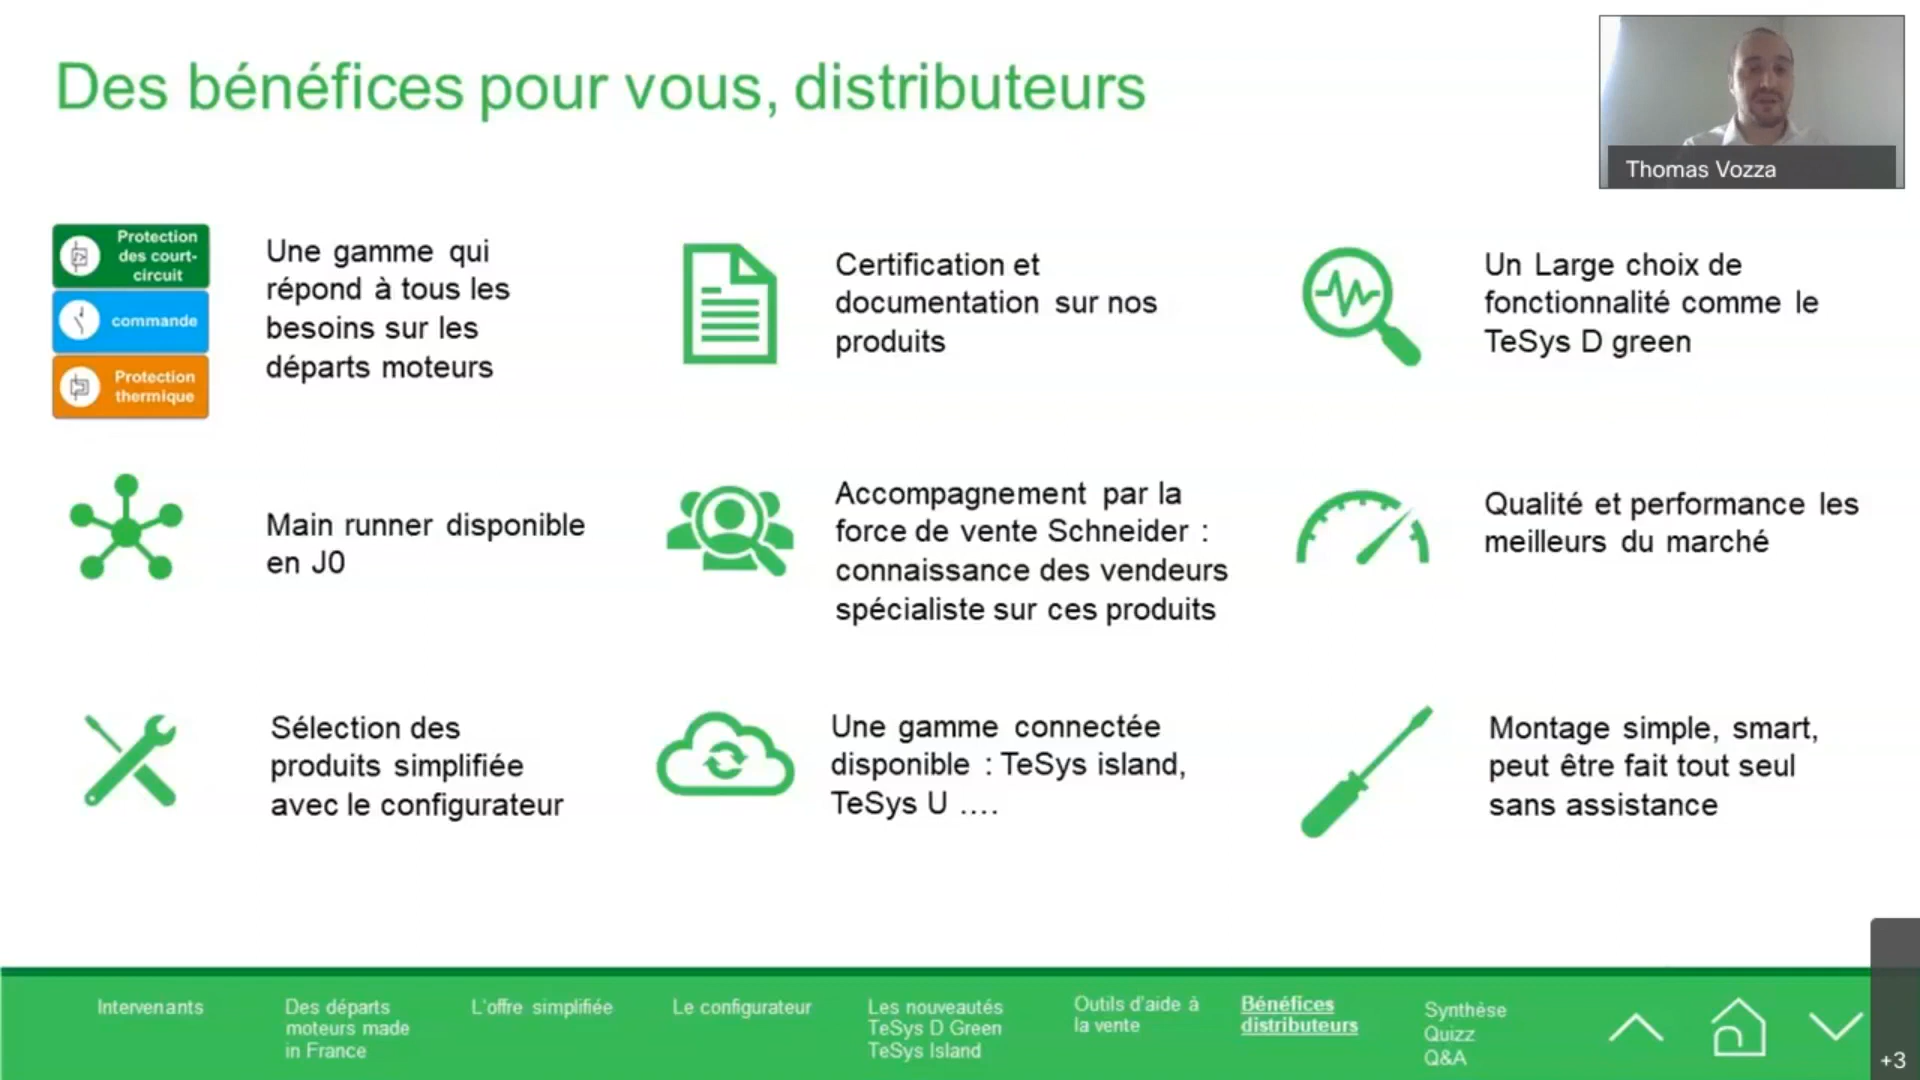 Des bénéfices pour vous, distributeurs
Thomas Vozza
Protection
des court-
circuit
commande
Protection
thermique
Une gamme qui
répond à tous les
besoins sur les
départs moteurs
Certification et
documentation sur nos
produits
Un Large choix de
fonctionnalité comme le
TeSys D green
Main runner disponible
en J0
Accompagnement par la
force de vente Schneider :
connaissance des vendeurs
spécialiste sur ces produits
Qualité et performance les
meilleurs du marché
Sélection des
produits simplifiée
avec le configurateur
Une gamme connectée
disponible : TeSys island,
TeSys U ....
Montage simple, smart,
peut être fait tout seul
sans assistance
Intervenants
Des départs
moteurs made
in France
L'offre simplifiée
Le configurateur
Les nouveautés
TeSys D Green
TeSys Island
Outils d'aide à
la vente
Bénéfices
distributeurs
Synthèse
Quizz
Q&A
+3